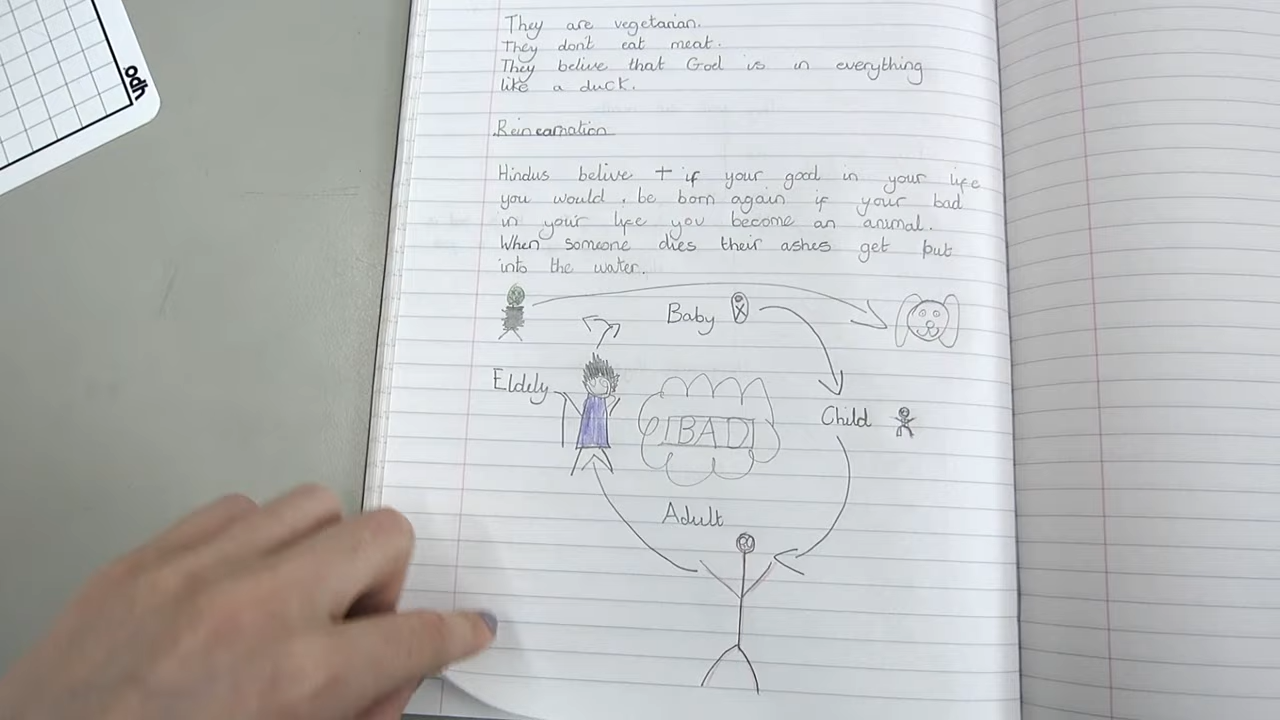 They are vegetarian.
They don't eat meat.
They belive that God is in everything
like a duck.
Reincarnation
Hindus belive + if your good in your life
you would, be born again if your bad
in your life you become an animal.
When someone dies their ashes get put
into the water.
Baby
Eldely
BAD
Child
Adult